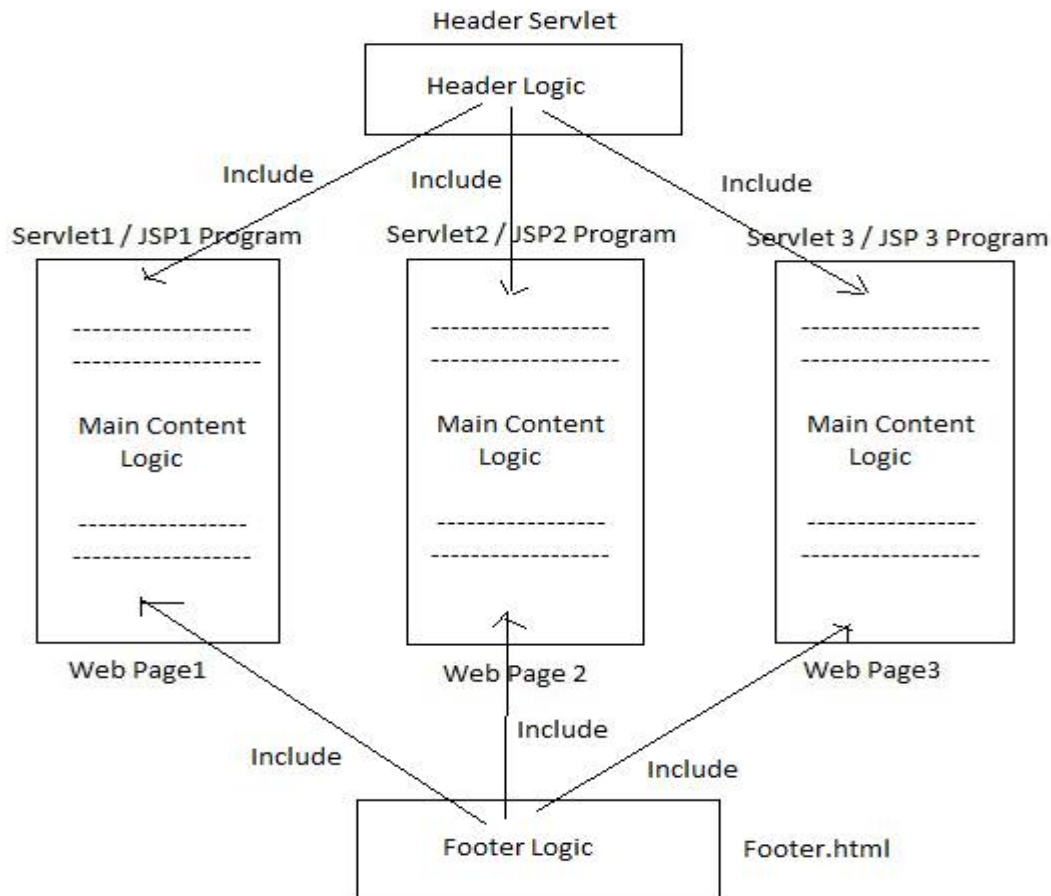 Header Servlet
Header Logic
Include
Include
Include
Servlet1 / JSP1 Program
Servlet2 / JSP2 Program
Servlet 3 / JSP 3 Program
------------------
-------------------
Main Content
Logic
-----------------
------------------
------------------
-------------------
Main Content
Logic
-----------------
------------------
------------------
-------------------
Main Content
Logic
-----------------
------------------
Web Page1
Web Page 2
Web Page3
Include
Include
Include
Footer Logic
Footer.html